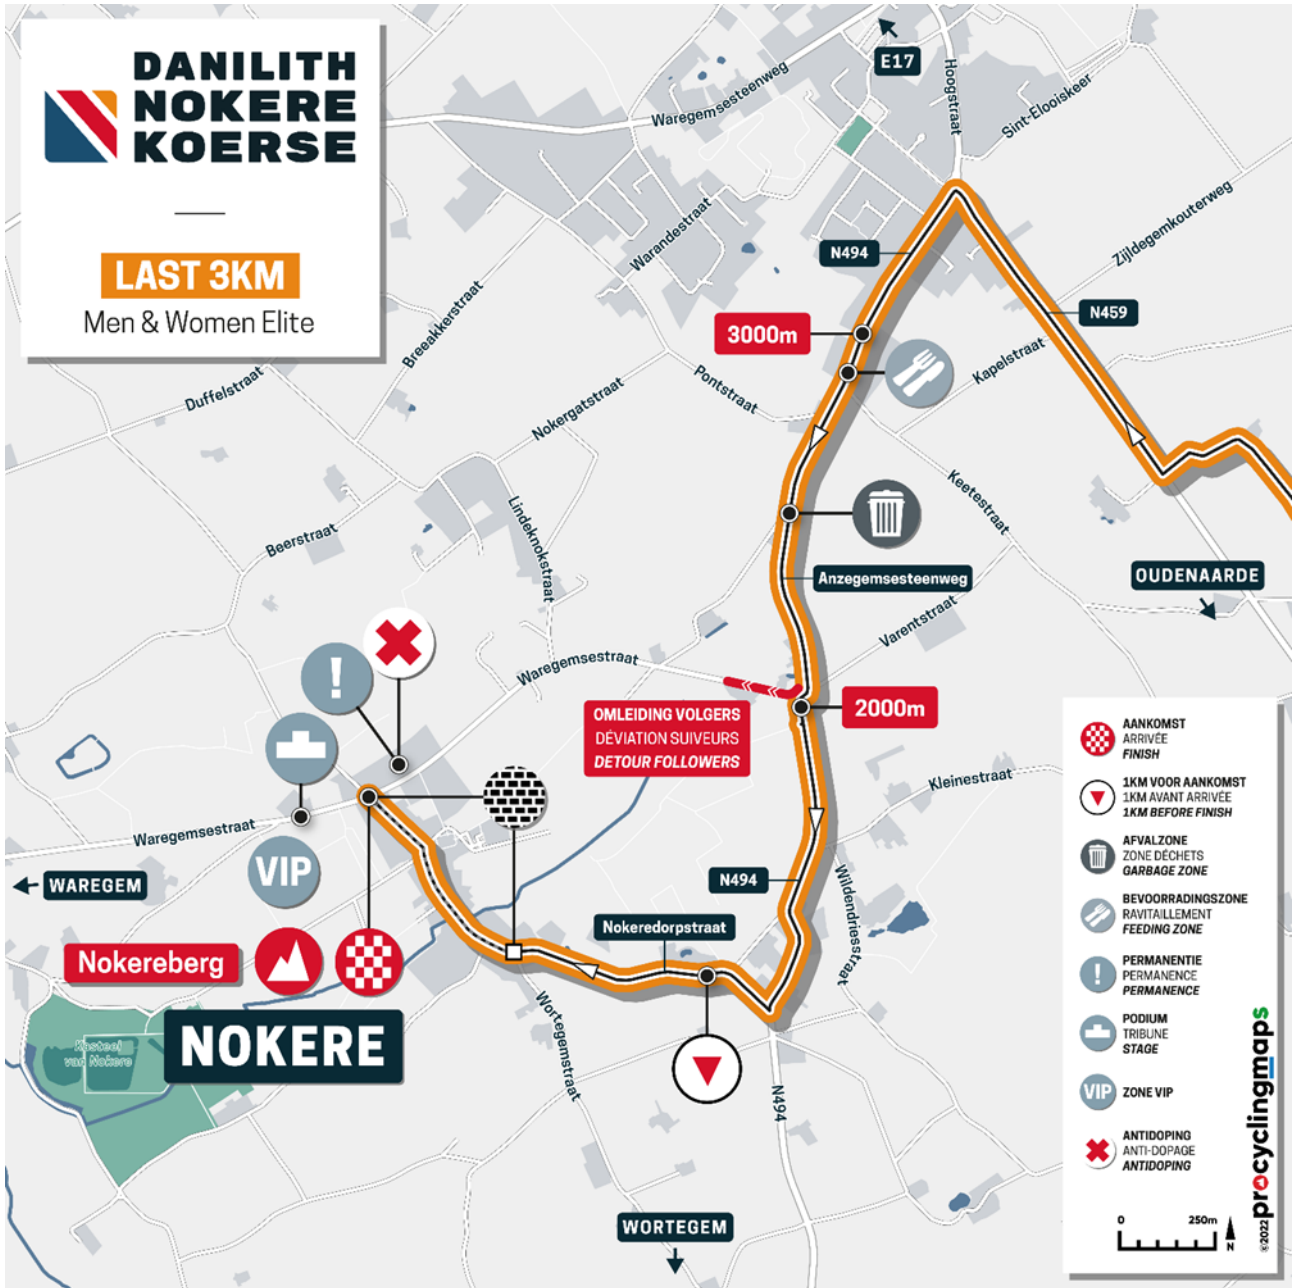 DANILITH
NOKERE
KOERSE
LAST 3KM
Men & Women Elite
E17
Waregemsesteenweg
Hoogstraat
Sint-Elooiskeer
Zijldegemkouterweg
Warandestraat
N494
N459
3000m
Breeakkerstraat
Duffelstraat
Pontstraat
Kapelstraat
Nokergatstraat
Keetestraat
Lindeknokstraat
Beerstraat
Anzegemsesteenweg
OUDENAARDE
Varentstraat
Waregemsestraat
!
2000m
OMLEIDING VOLGERS
DÉVIATION SUIVEURS
DETOUR FOLLOWERS
Kleinestraat
Waregemsestraat
VIP
WAREGEM
N494
Wildendriesstraat
Nokeredorpstraat
Nokereberg
NOKERE
Kasteel
van Nokere
Wortegemstraat
N494
WORTEGEM
AANKOMST
ARRIVÉE
FINISH
1KM VOOR AANKOMST
1KM AVANT ARRIVÉE
1KM BEFORE FINISH
AFVALZONE
ZONE DÉCHETS
GARBAGE ZONE
BEVOORRADINGSZONE
RAVITAILLEMENT
FEEDING ZONE
!
PERMANENTIE
PERMANENCE
PERMANENCE
PODIUM
TRIBUNE
STAGE
VIP
ZONE VIP
ANTIDOPING
ANTI-DOPAGE
ANTIDOPING
0 250m
N
©2022 procyclingmaps